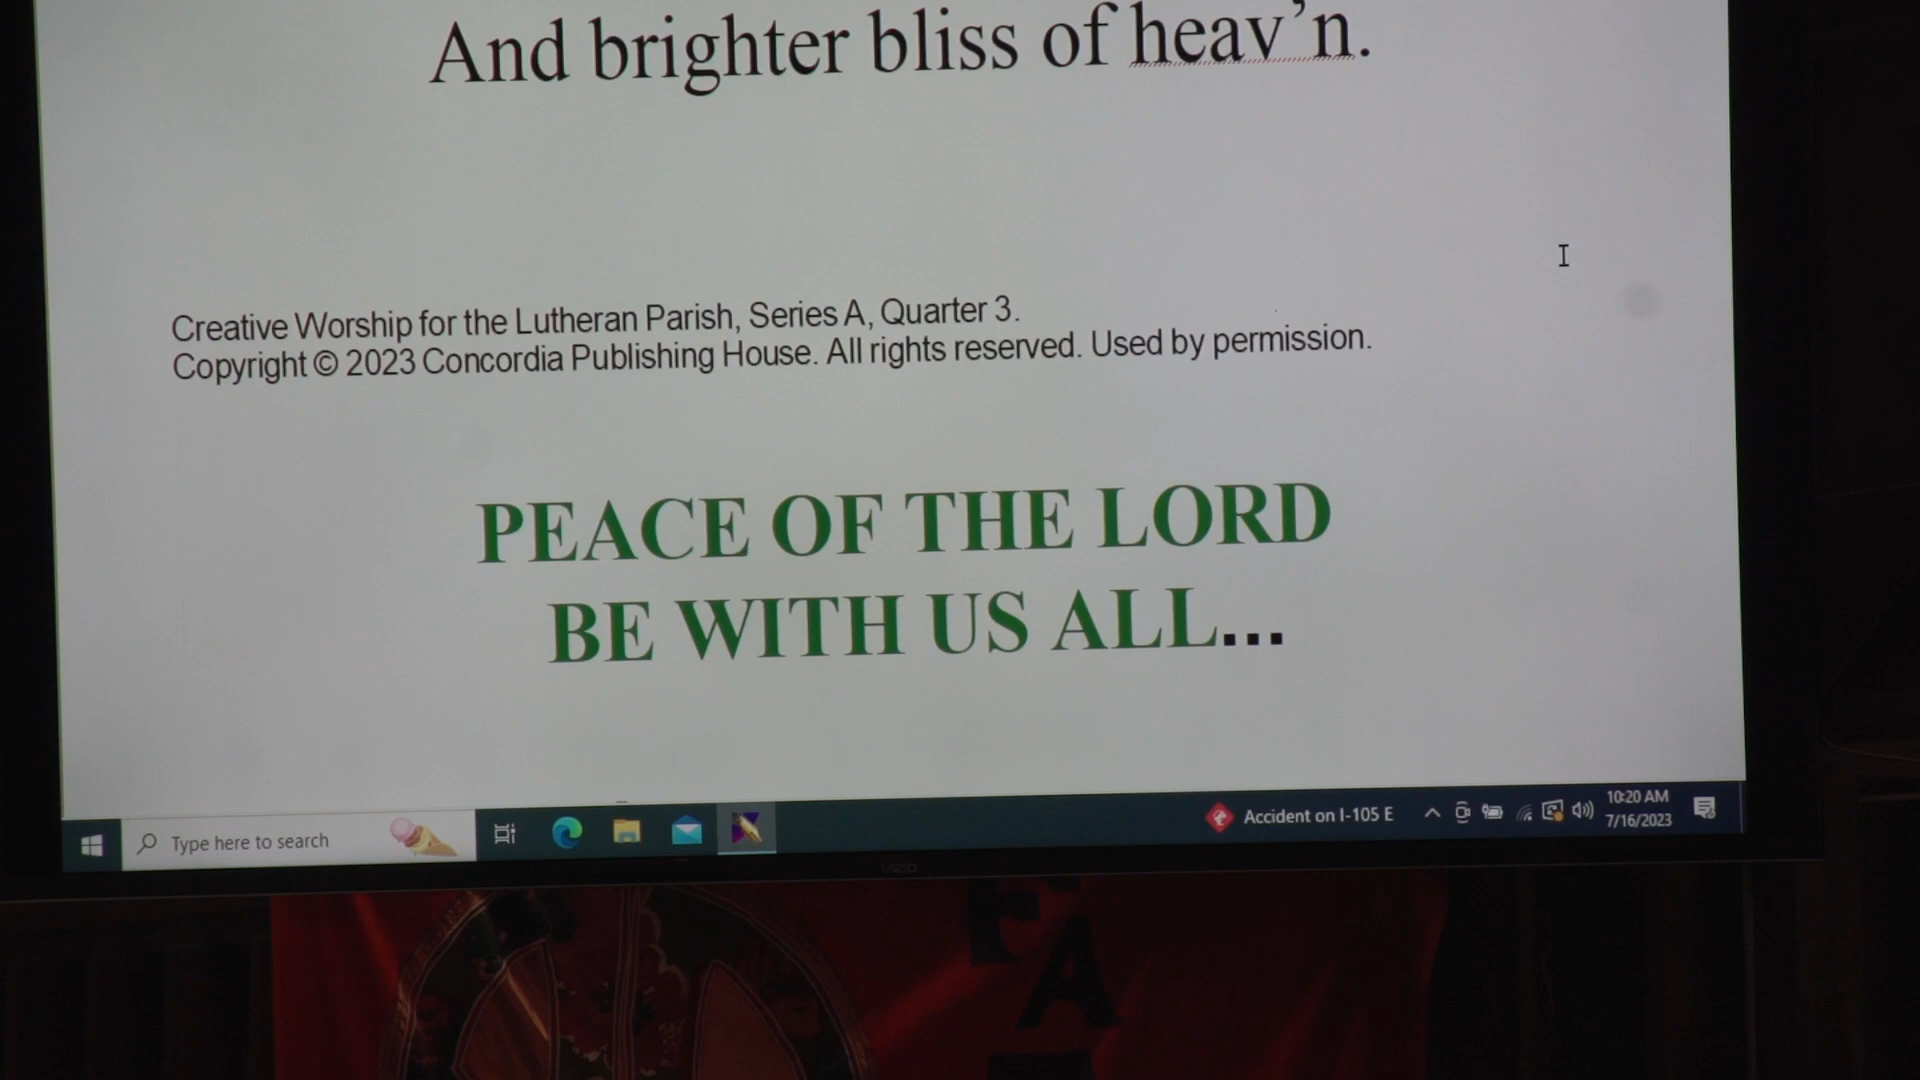 And brighter bliss of heav’n.
Creative Worship for the Lutheran Parish, Series A, Quarter 3.
Copyright © 2023 Concordia Publishing House. All rights reserved. Used by permission.
PEACE OF THE LORD
BE WITH US ALL...
Type here to search
Accident on I-105 E
10:20 AM
7/16/2023
VIZIO
F
A